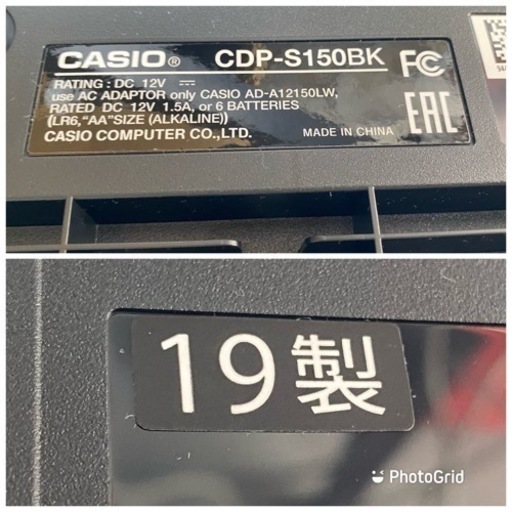 CASIO® CDP-S150BK FC
RATING : DC 12V ⎓
use AC ADAPTOR only CASIO AD-A12150LW,
RATED DC 12V 1.5A, or 6 BATTERIES
(LR6,"AA"SIZE (ALKALINE))
CASIO COMPUTER CO.,LTD. MADE IN CHINA
EAC
19製
PhotoGrid